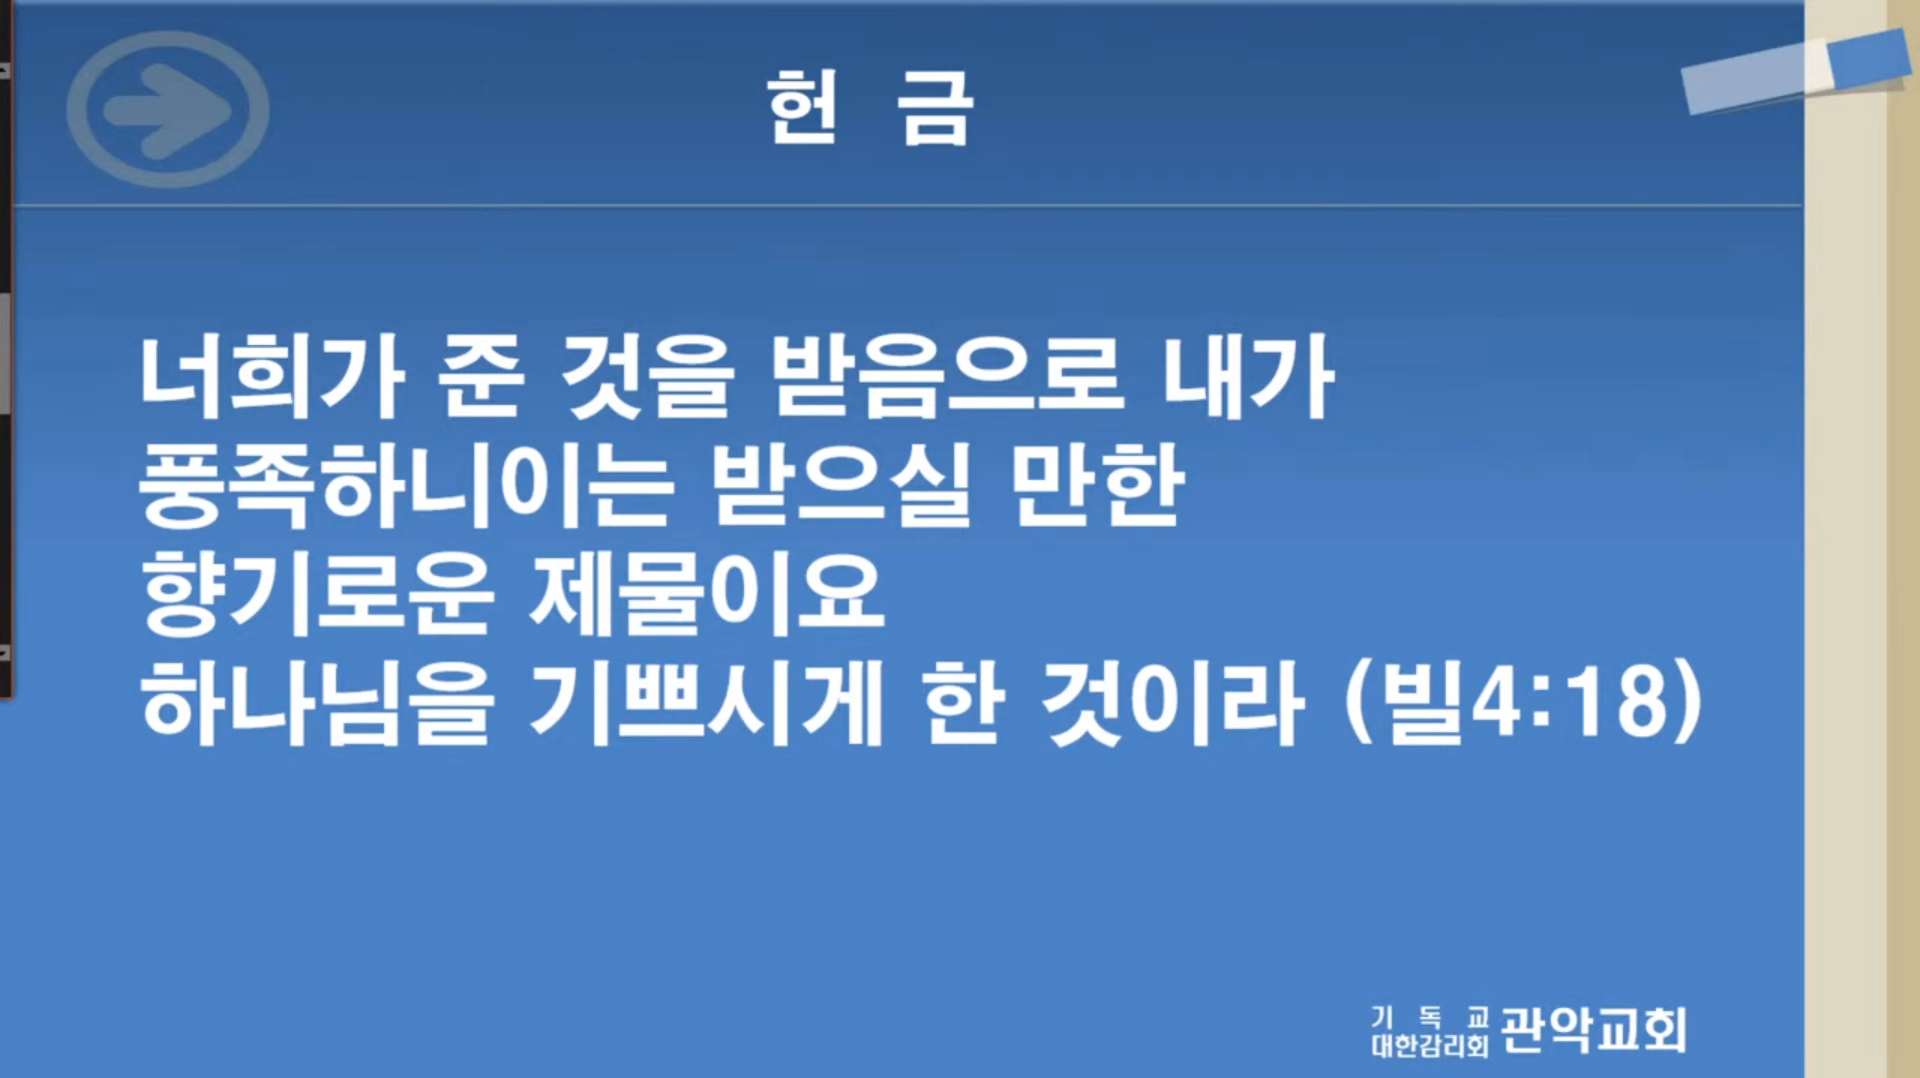 헌 금
너희가 준 것을 받음으로 내가
풍족하니이는 받으실 만한
향기로운 제물이요
하나님을 기쁘시게 한 것이라 (빌4:18)
기 독 교
대한감리회 관악교회